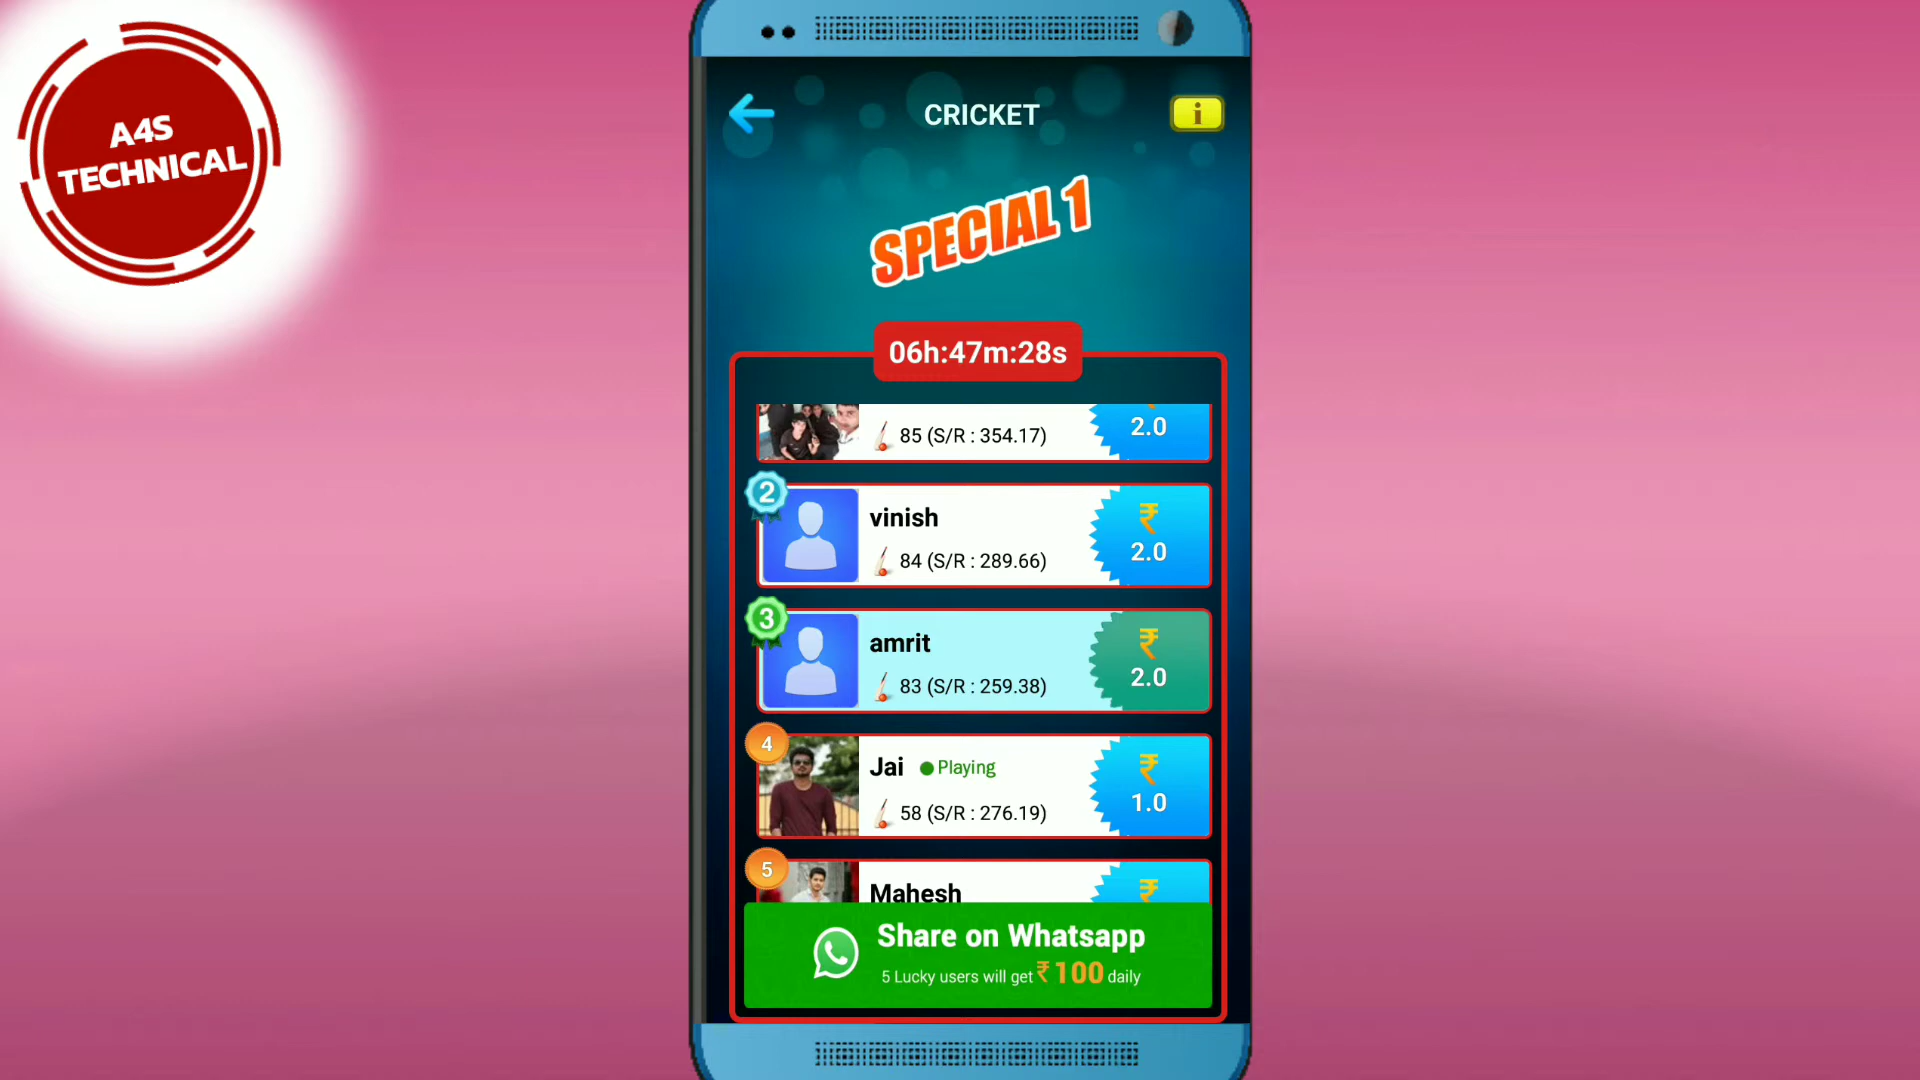 A4S
TECHNICAL
CRICKET
i
SPECIAL 1
06h:47m:28s
85 (S/R : 354.17)
2.0
2
vinish
₹
84 (S/R : 289.66)
2.0
3
amrit
₹
83 (S/R : 259.38)
2.0
4
Jai
Playing
₹
58 (S/R : 276.19)
1.0
5
Mahesh
₹
Share on Whatsapp
5 Lucky users will get ₹100 daily